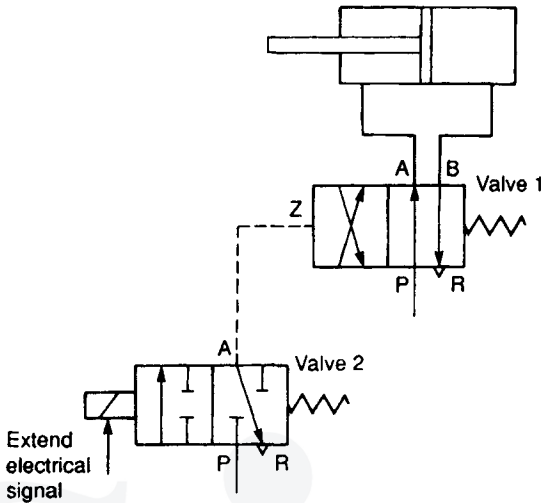 A B
Valve 1
Z
P R
A
Valve 2
Extend
electrical
signal
P R